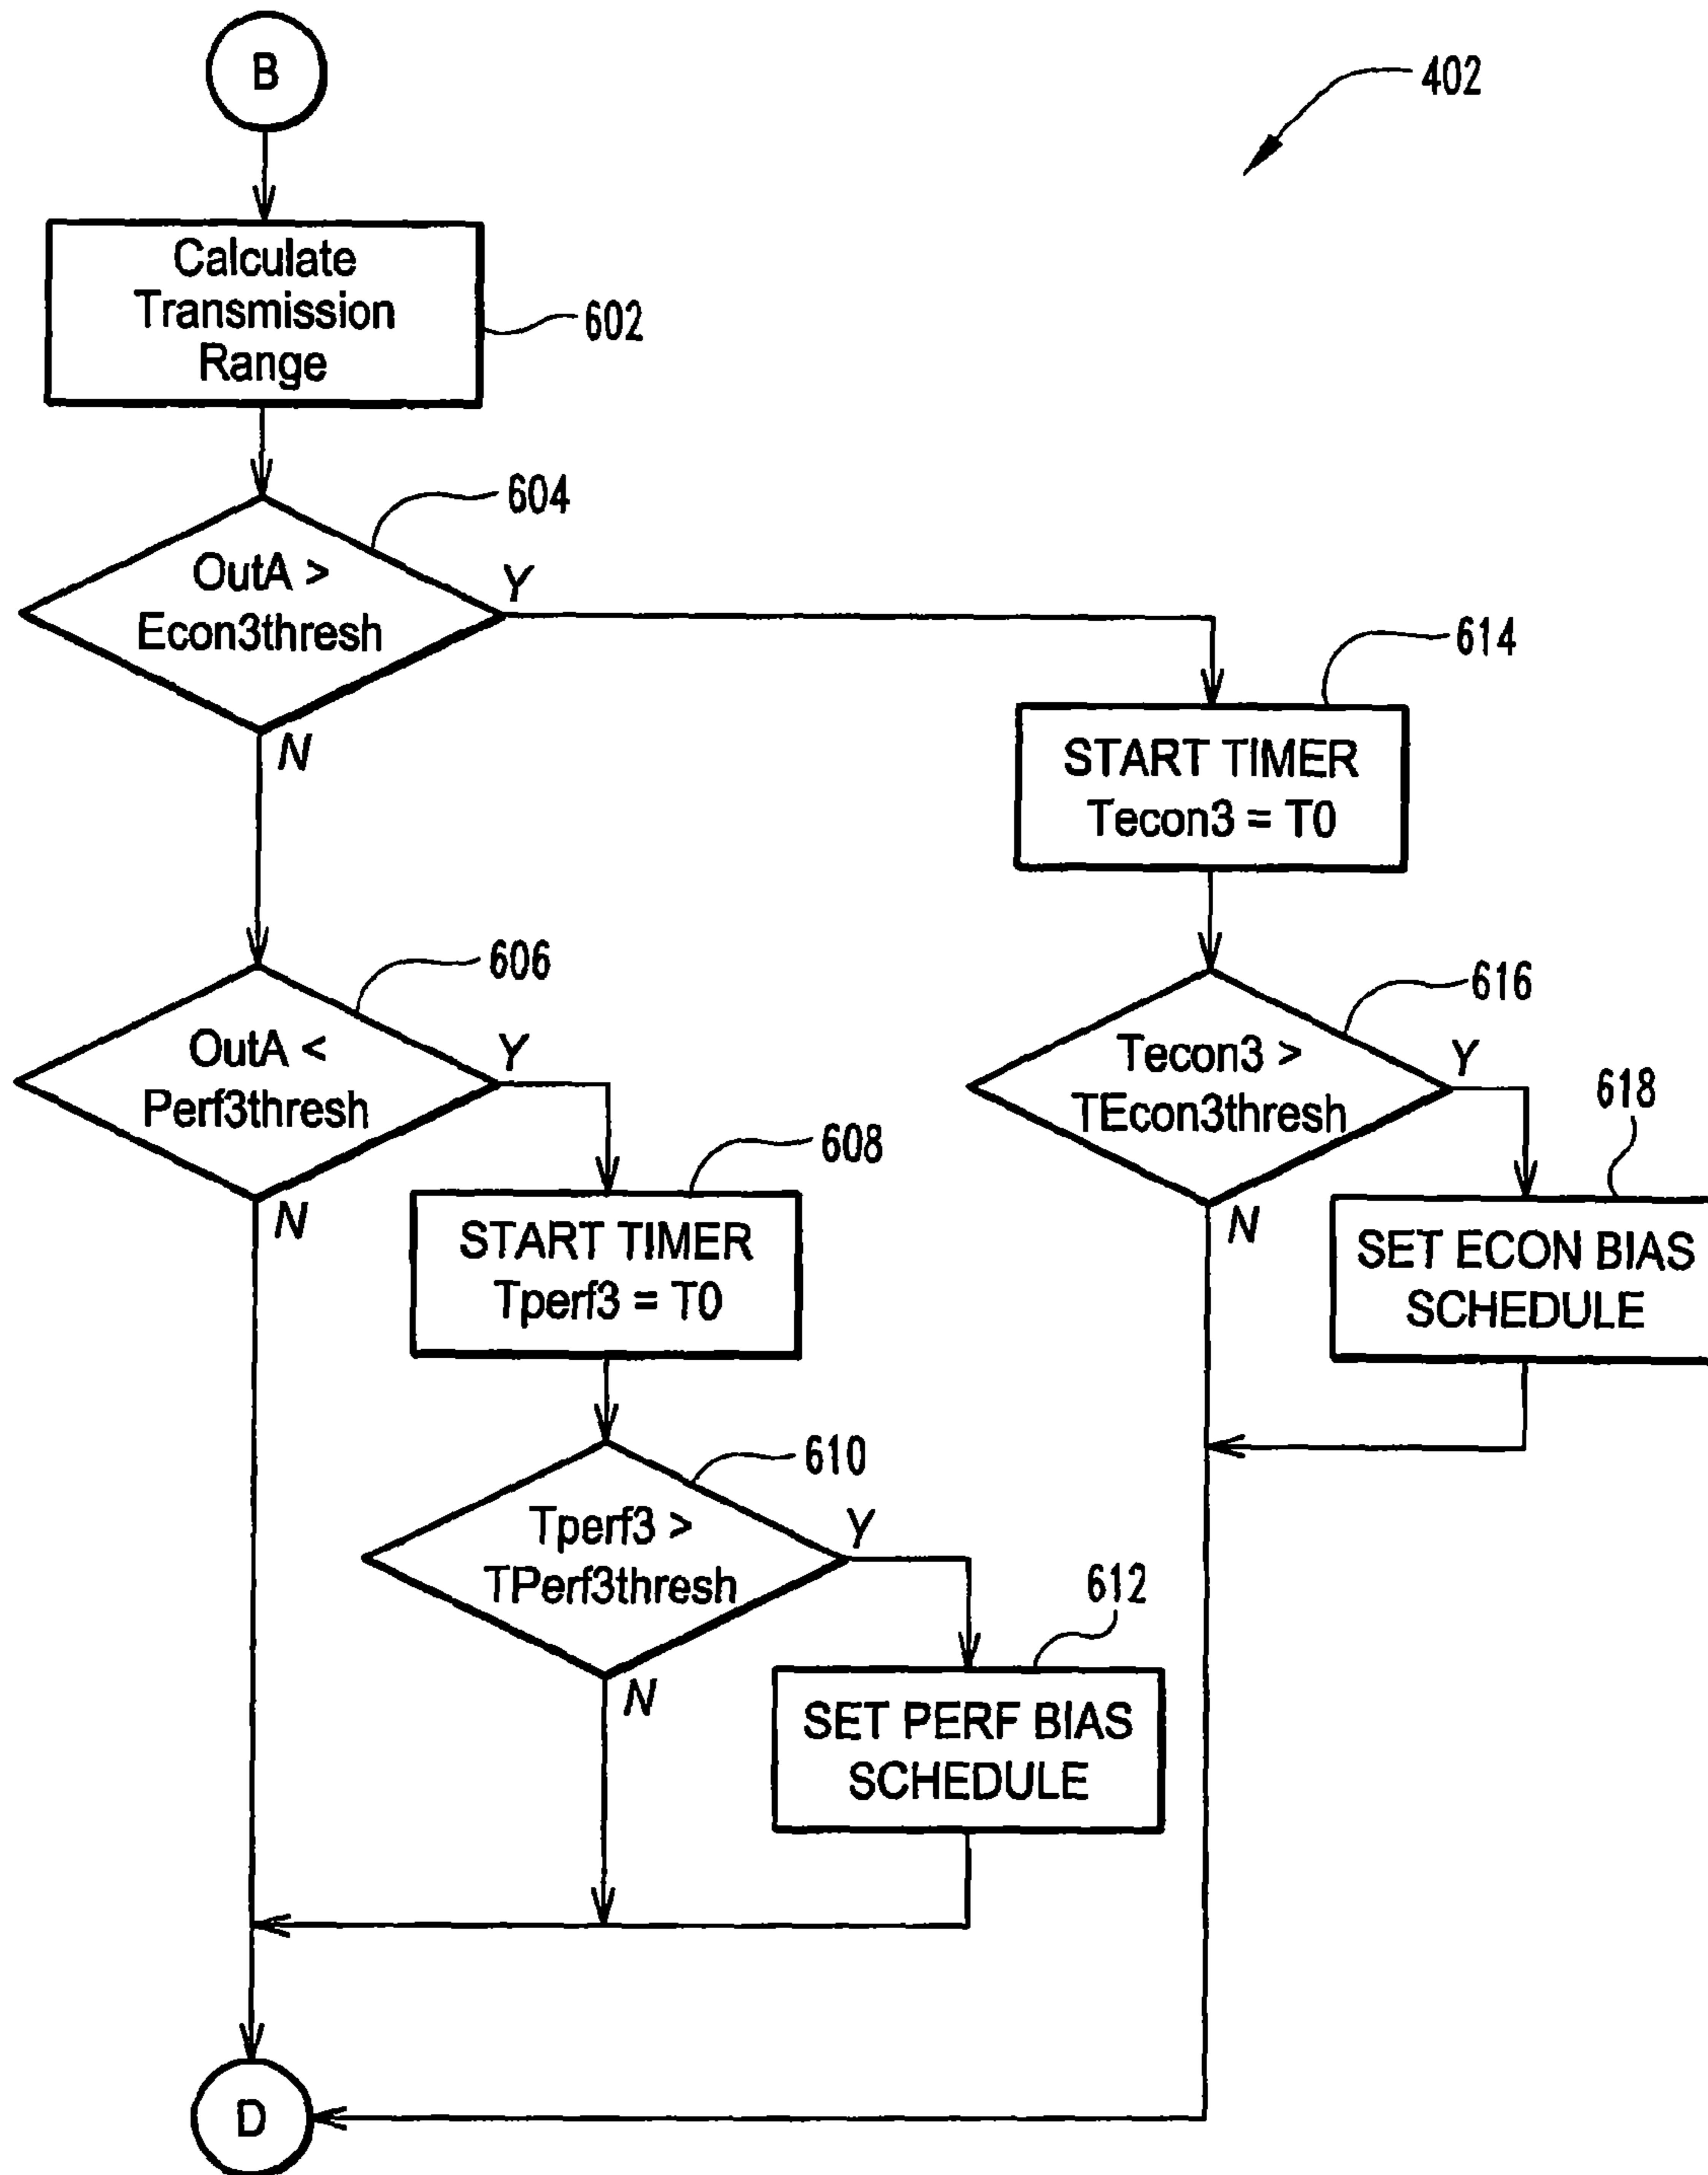 B
402
Calculate
Transmission
Range
602
604
OutA >
Econ3thresh
Y
N
614
START TIMER
Tecon3 = T0
606
OutA <
Perf3thresh
Y
N
616
Tecon3 >
TEcon3thresh
Y
N
618
SET ECON BIAS
SCHEDULE
608
START TIMER
Tperf3 = T0
610
Tperf3 >
TPerf3thresh
Y
N
612
SET PERF BIAS
SCHEDULE
D